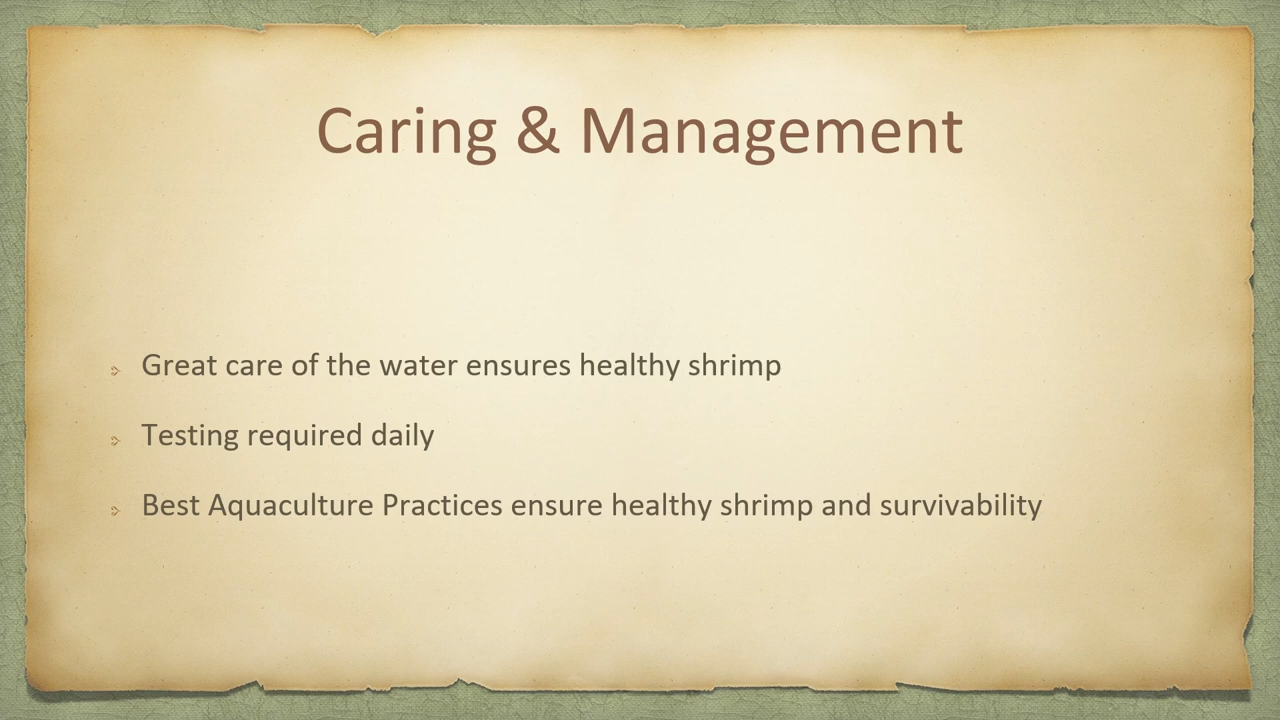 Caring & Management
Great care of the water ensures healthy shrimp
Testing required daily
Best Aquaculture Practices ensure healthy shrimp and survivability